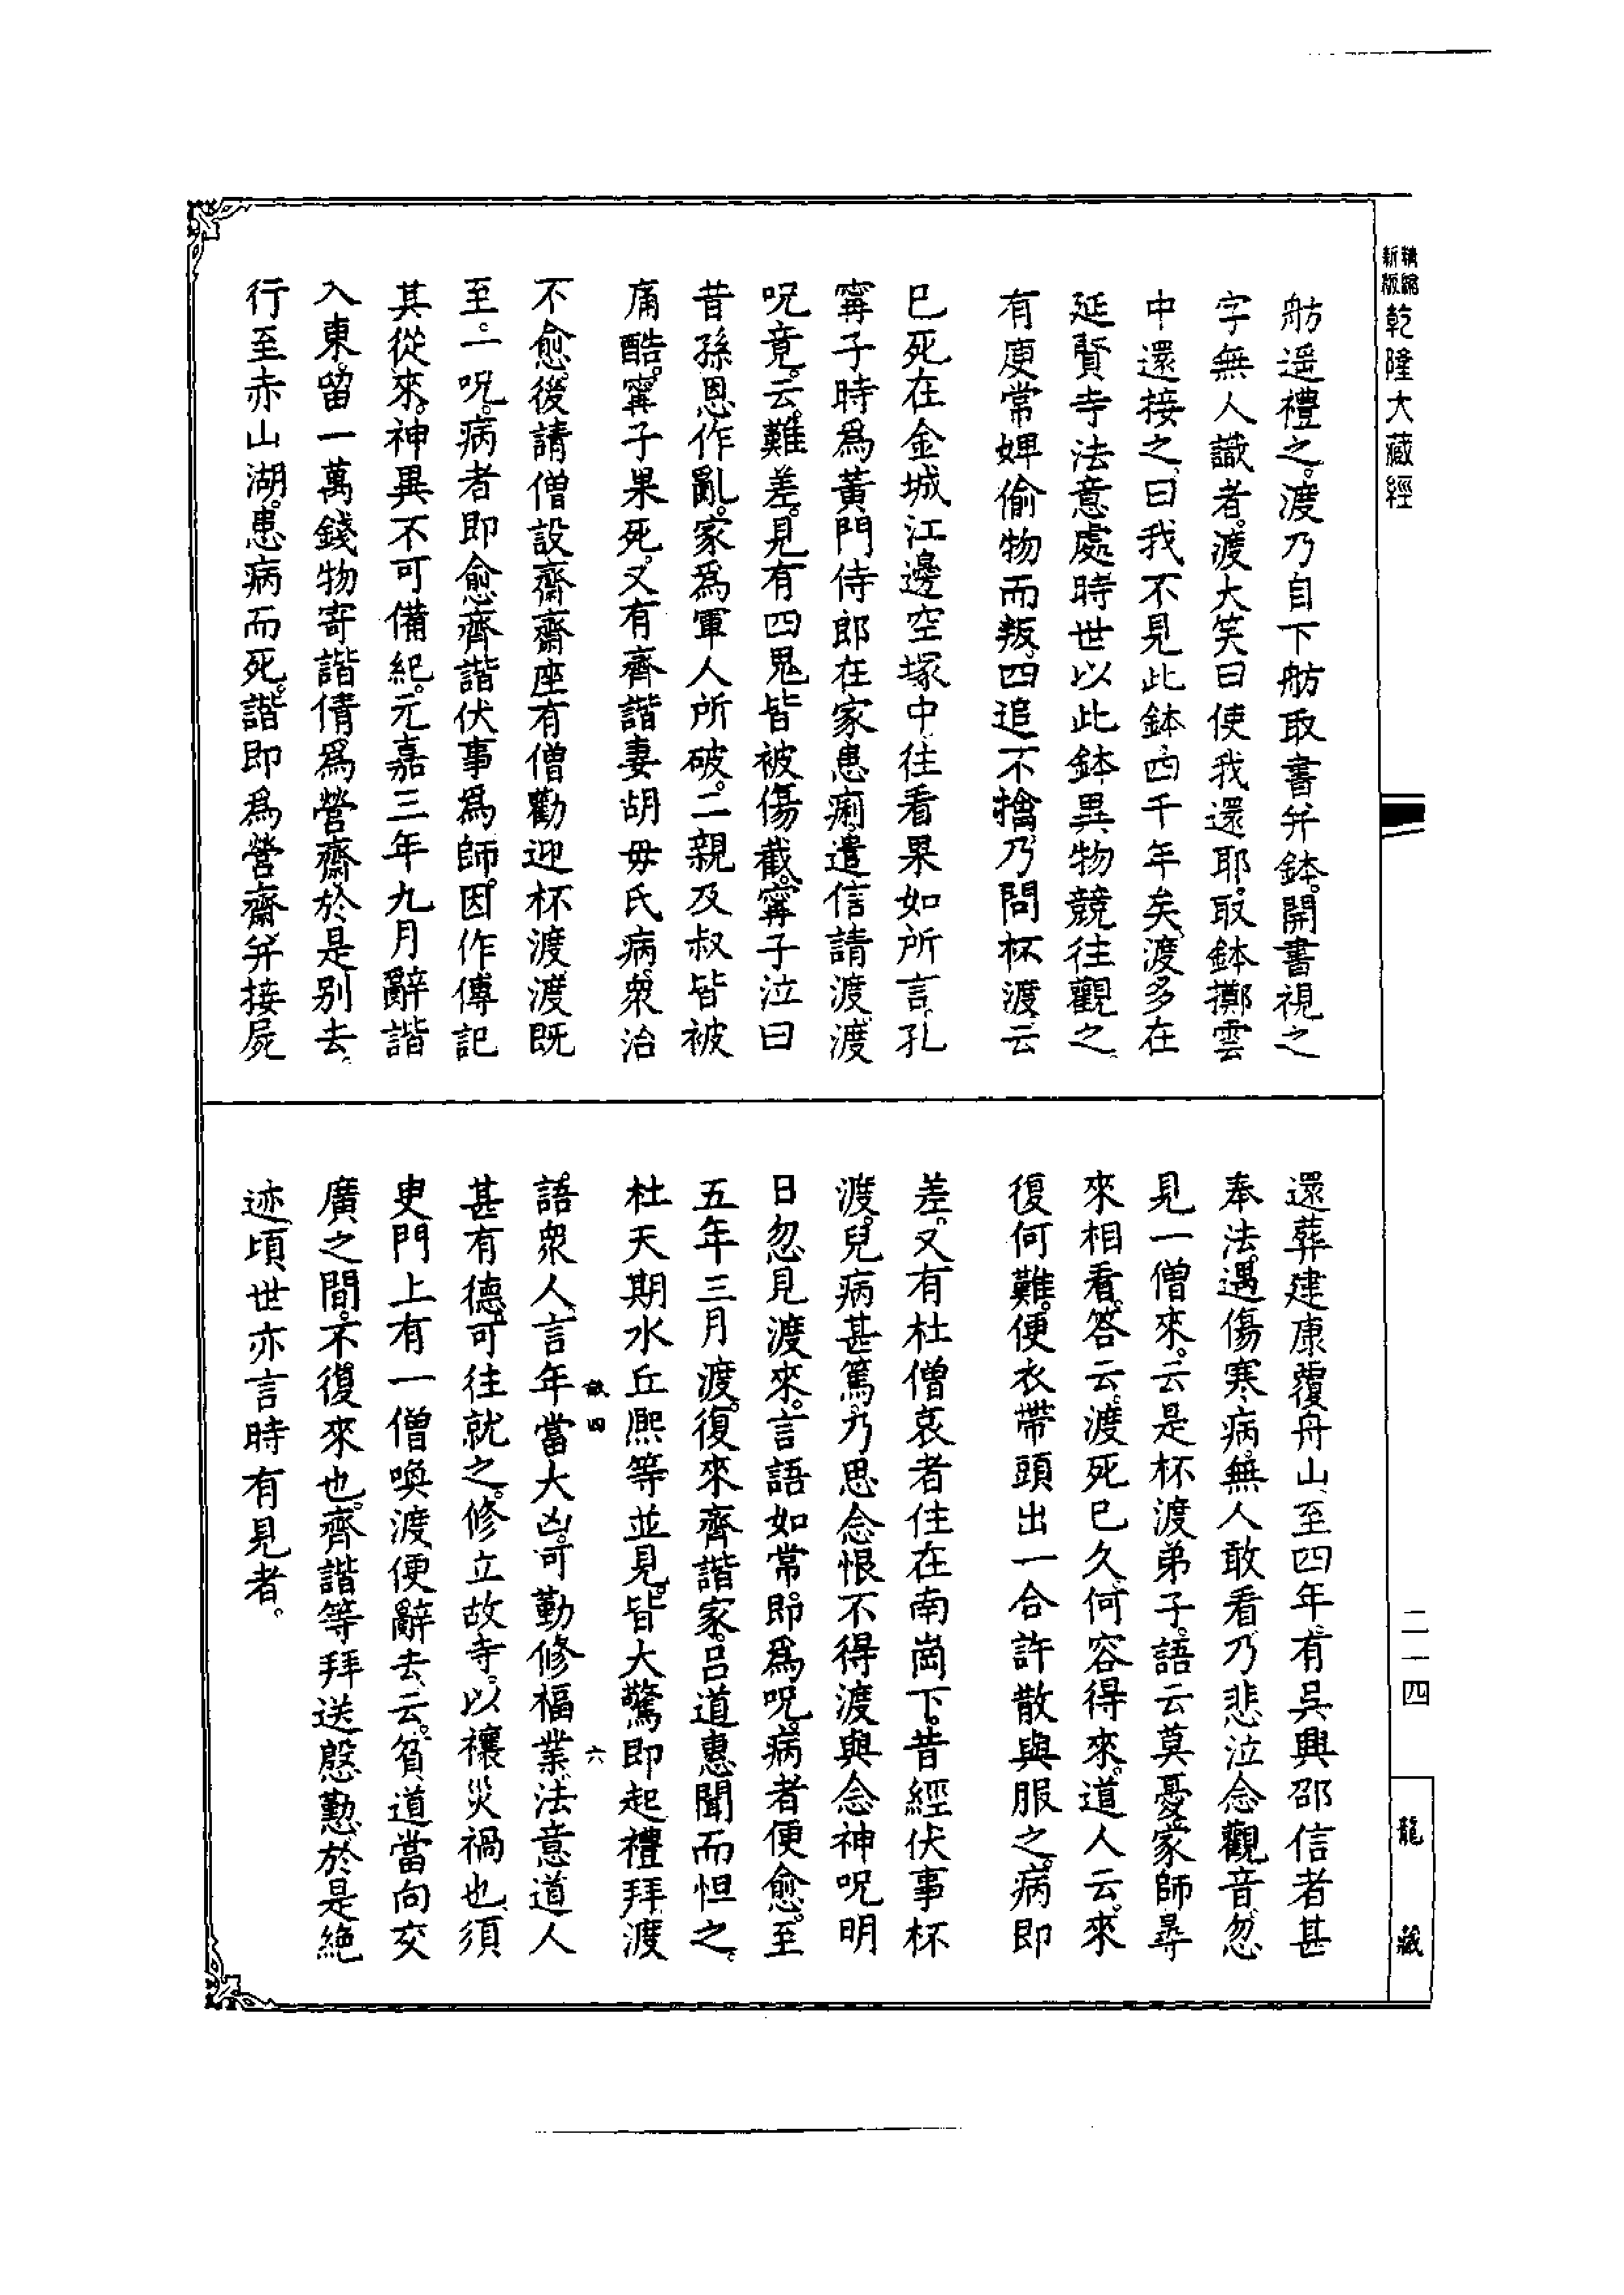 精縮新版
乾隆大藏經
舫遥禮之。渡乃自下舫取書并鉢。開書視之
字無人識者。渡大笑曰使我還耶。取鉢擲雲
中還接之、曰我不見此鉢四千年矣、渡多在
延賢寺法意處時世以此鉢異物競往觀之。
有庾常婢偷物而叛、四追不擒、乃問杯渡、云
已死在金城江邊空塚中、往看果如所言、孔
寗子時爲黃門侍郎在家患痢、遣信請渡、渡
呪竟。云。難差。見有四鬼皆被傷截。寗子泣曰
昔孫恩作亂。家爲軍人所破。二親及叔皆被
痛酷。寗子果死。又有齊諧妻胡毋氏病。衆治
不愈。後請僧設齋、齋座有僧勸迎杯渡、渡既
至。一呪。病者即愈、齊諧伏事爲師。因作傳記
其從來。神異不可備紀。元嘉三年九月辭諧
入東。留一萬錢物寄諧倩爲營齋、於是别去。
行至赤山湖。患病而死。諧即爲營齋、并接屍
還葬建康覆舟山、至四年。有吳興邵信者甚
奉法。遇傷寒病。無人敢看、乃悲泣念觀音、忽
見一僧來。云是杯渡弟子。語云莫憂、家師尋
來相看。答云。渡死已久、何容得來。道人云。來
復何難。便衣帶頭出一合許散與服之。病即
差。又有杜僧哀者住在南崗下。昔經伏事杯
渡。兒病甚篤。乃思念恨不得渡與念神呪、明
日忽見渡來。言語如常。即爲呪。病者便愈。至
五年三月渡。復來齊諧家。吕道惠聞而怛之。
杜天期水丘熙等並見。皆大驚即起禮拜、渡
語衆人、言年當大凶。可勤修福業、法意道人
甚有德、可往就之。修立故寺。以禳災禍也、須
臾門上有一僧喚渡便辭去、云。貧道當向交
廣之間。不復來也。齊諧等拜送慇懃、於是絶
迹、頃世亦言時有見者。
四
六
二一四
龍藏